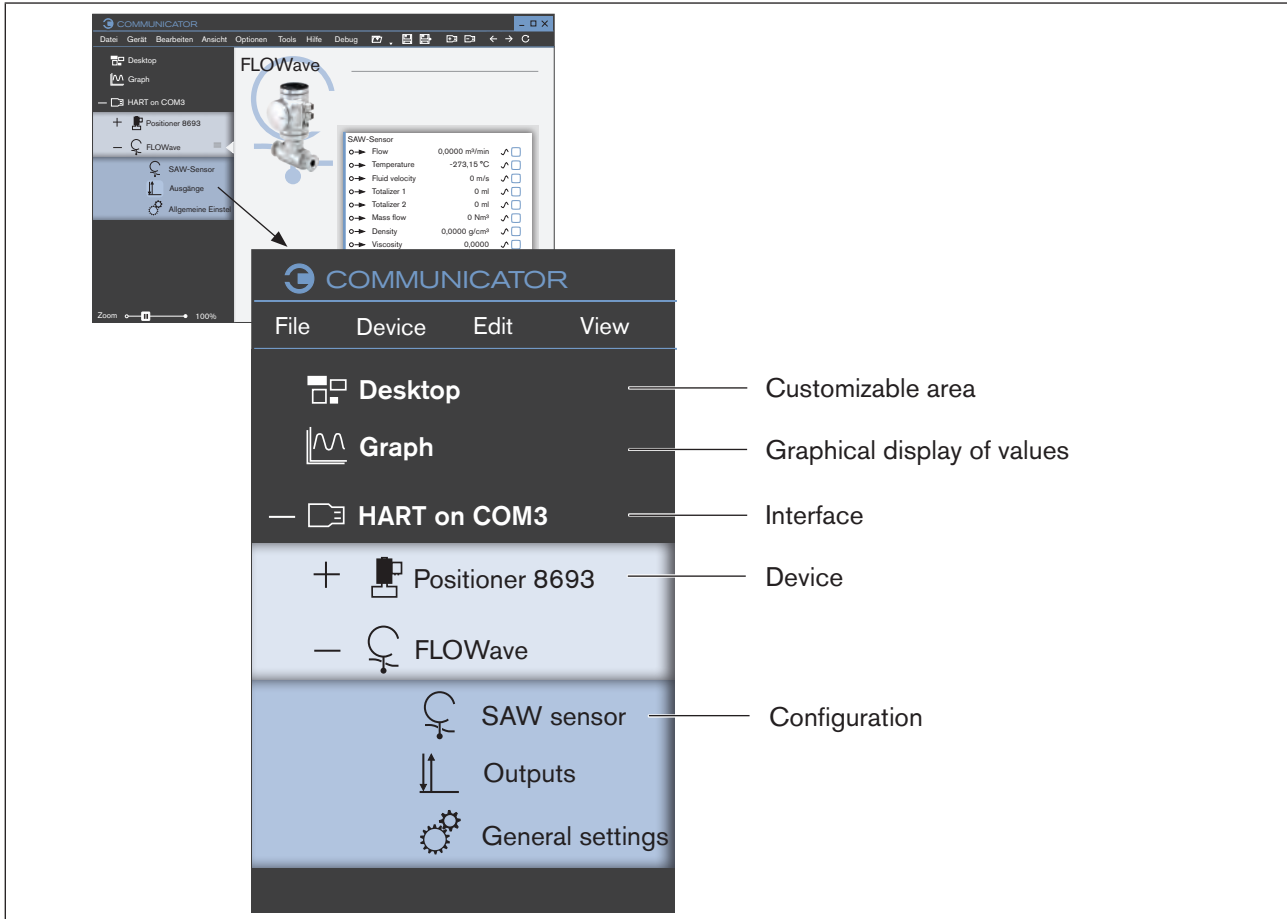 COMMUNICATOR
Datei Gerät Bearbeiten Ansicht Optionen Tools Hilfe Debug
Desktop
Graph
HART on COM3
Positioner 8693
FLOWave
SAW-Sensor
Ausgänge
Allgemeine Einstel
Zoom 100%
FLOWave
SAW-Sensor
Flow 0,0000 m³/min
Temperature -273,15 °C
Fluid velocity 0 m/s
Totalizer 1 0 ml
Totalizer 2 0 ml
Mass flow 0 Nm³
Density 0,0000 g/cm³
Viscosity 0,0000
COMMUNICATOR
File Device Edit View
Desktop Customizable area
Graph Graphical display of values
HART on COM3 Interface
Positioner 8693 Device
FLOWave
SAW sensor Configuration
Outputs
General settings